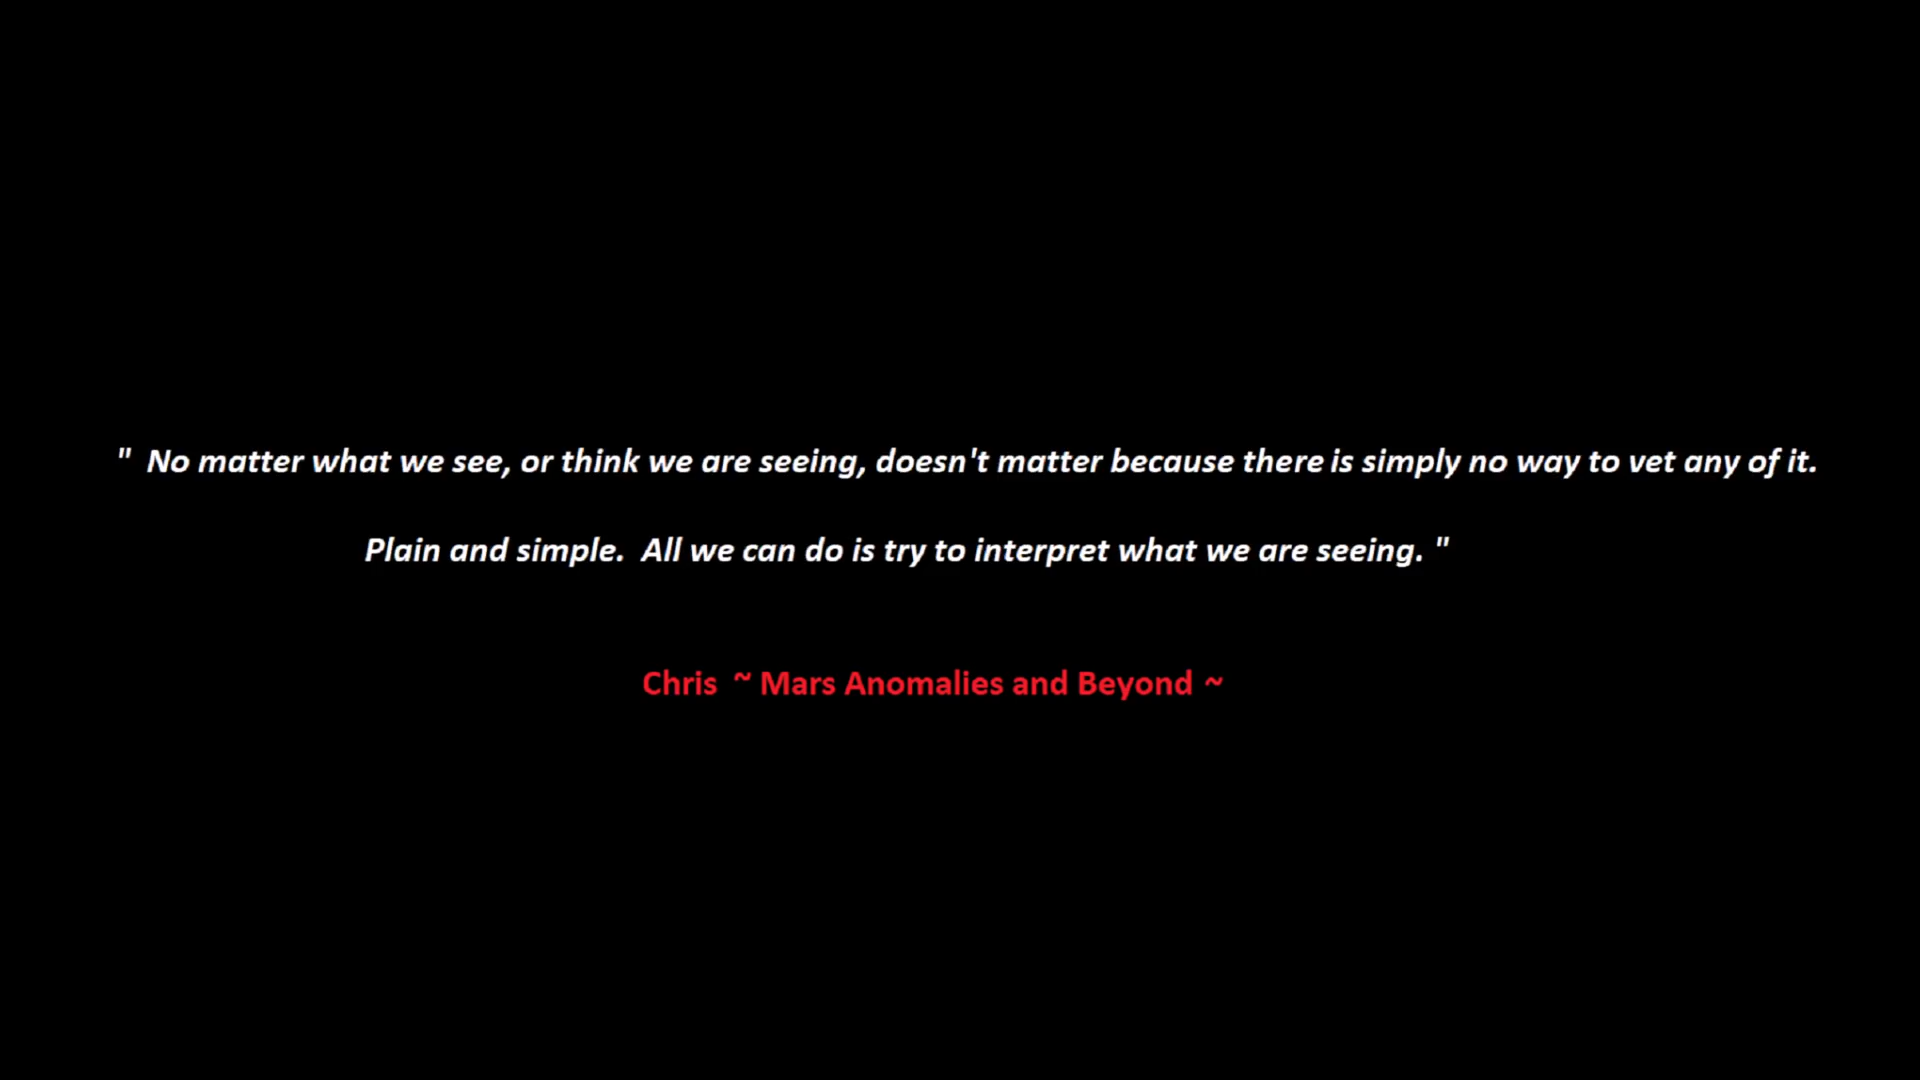 " No matter what we see, or think we are seeing, doesn't matter because there is simply no way to vet any of it.
Plain and simple. All we can do is try to interpret what we are seeing. "
Chris ~ Mars Anomalies and Beyond ~